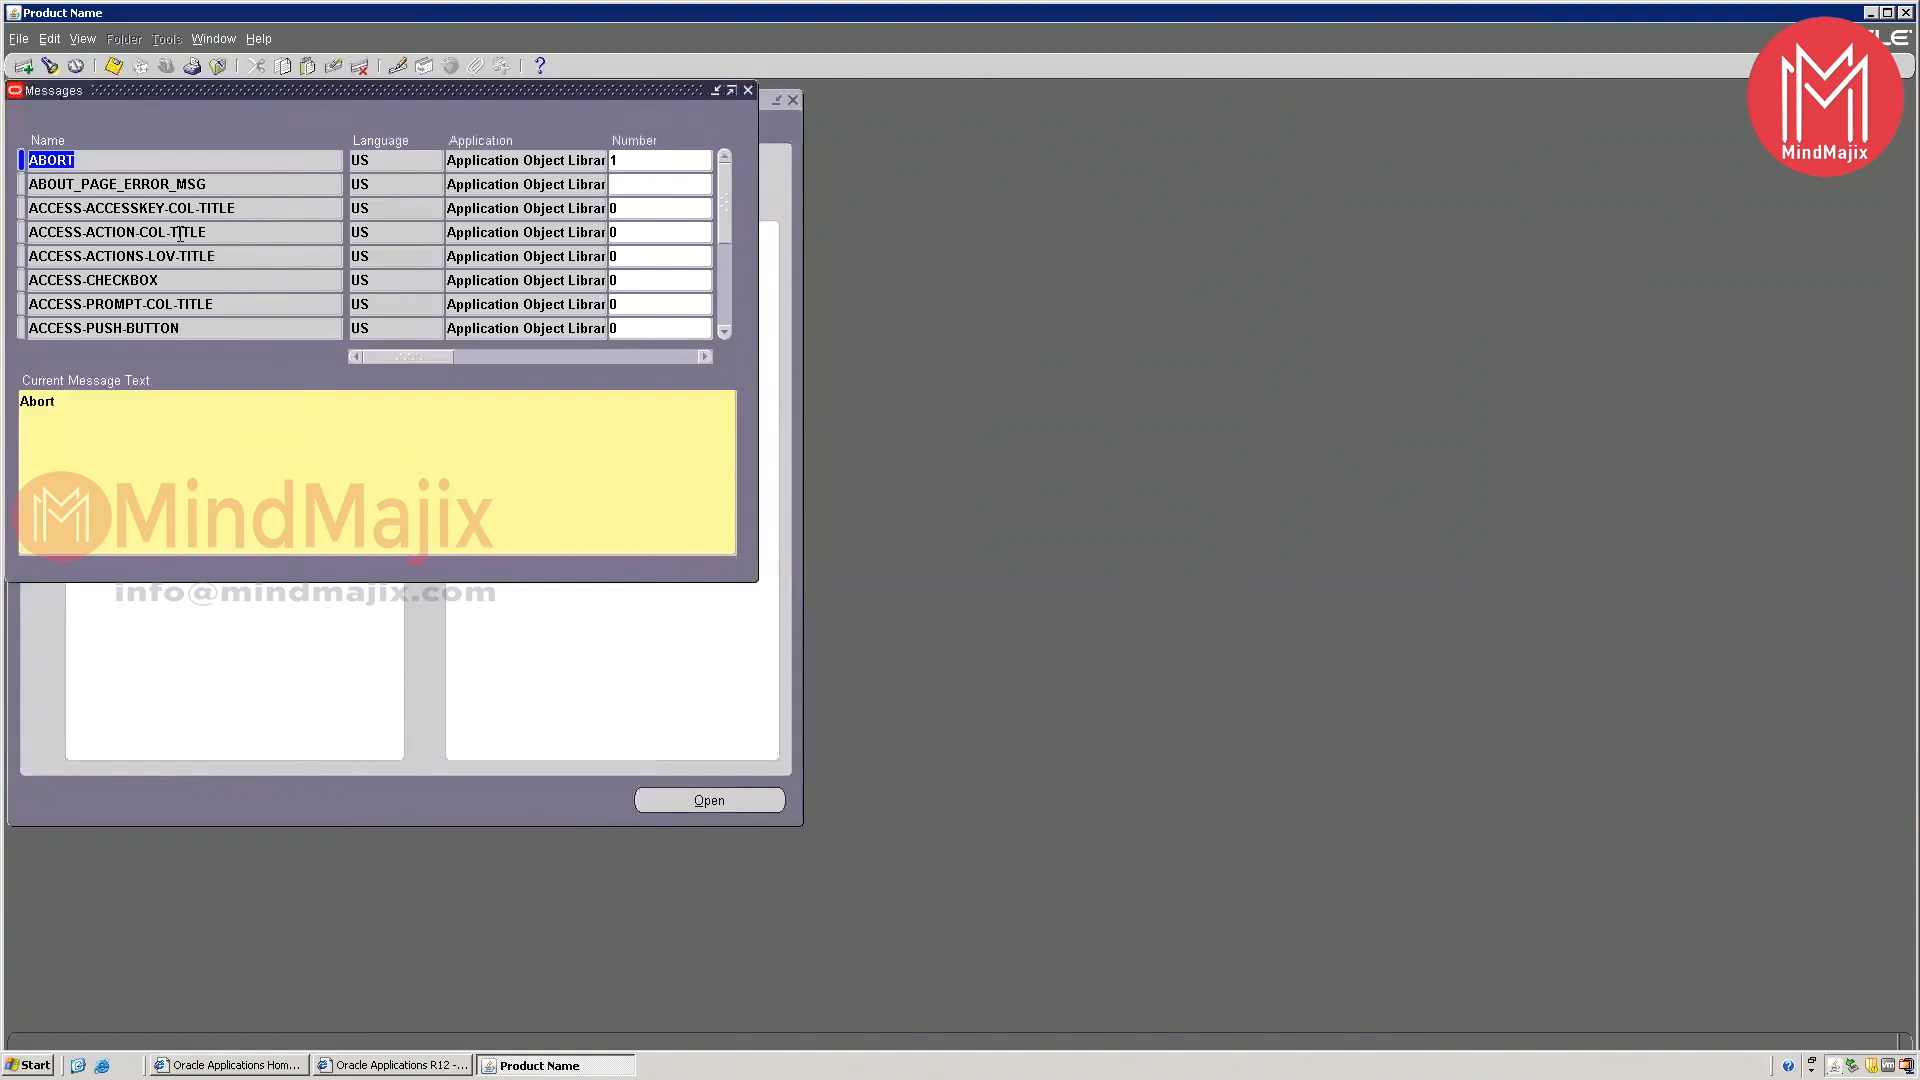 Product Name
File Edit View Folder Tools Window Help
LE
MindMajix
Messages
Name Language Application Number
ABORT US Application Object Librar 1
ABOUT_PAGE_ERROR_MSG US Application Object Librar
ACCESS-ACCESSKEY-COL-TITLE US Application Object Librar 0
ACCESS-ACTION-COL-TITLE US Application Object Librar 0
ACCESS-ACTIONS-LOV-TITLE US Application Object Librar 0
ACCESS-CHECKBOX US Application Object Librar 0
ACCESS-PROMPT-COL-TITLE US Application Object Librar 0
ACCESS-PUSH-BUTTON US Application Object Librar 0
Current Message Text
Abort
MindMajix
info@mindmajix.com
Open
Start Oracle Applications Hom... Oracle Applications R12 -... Product Name